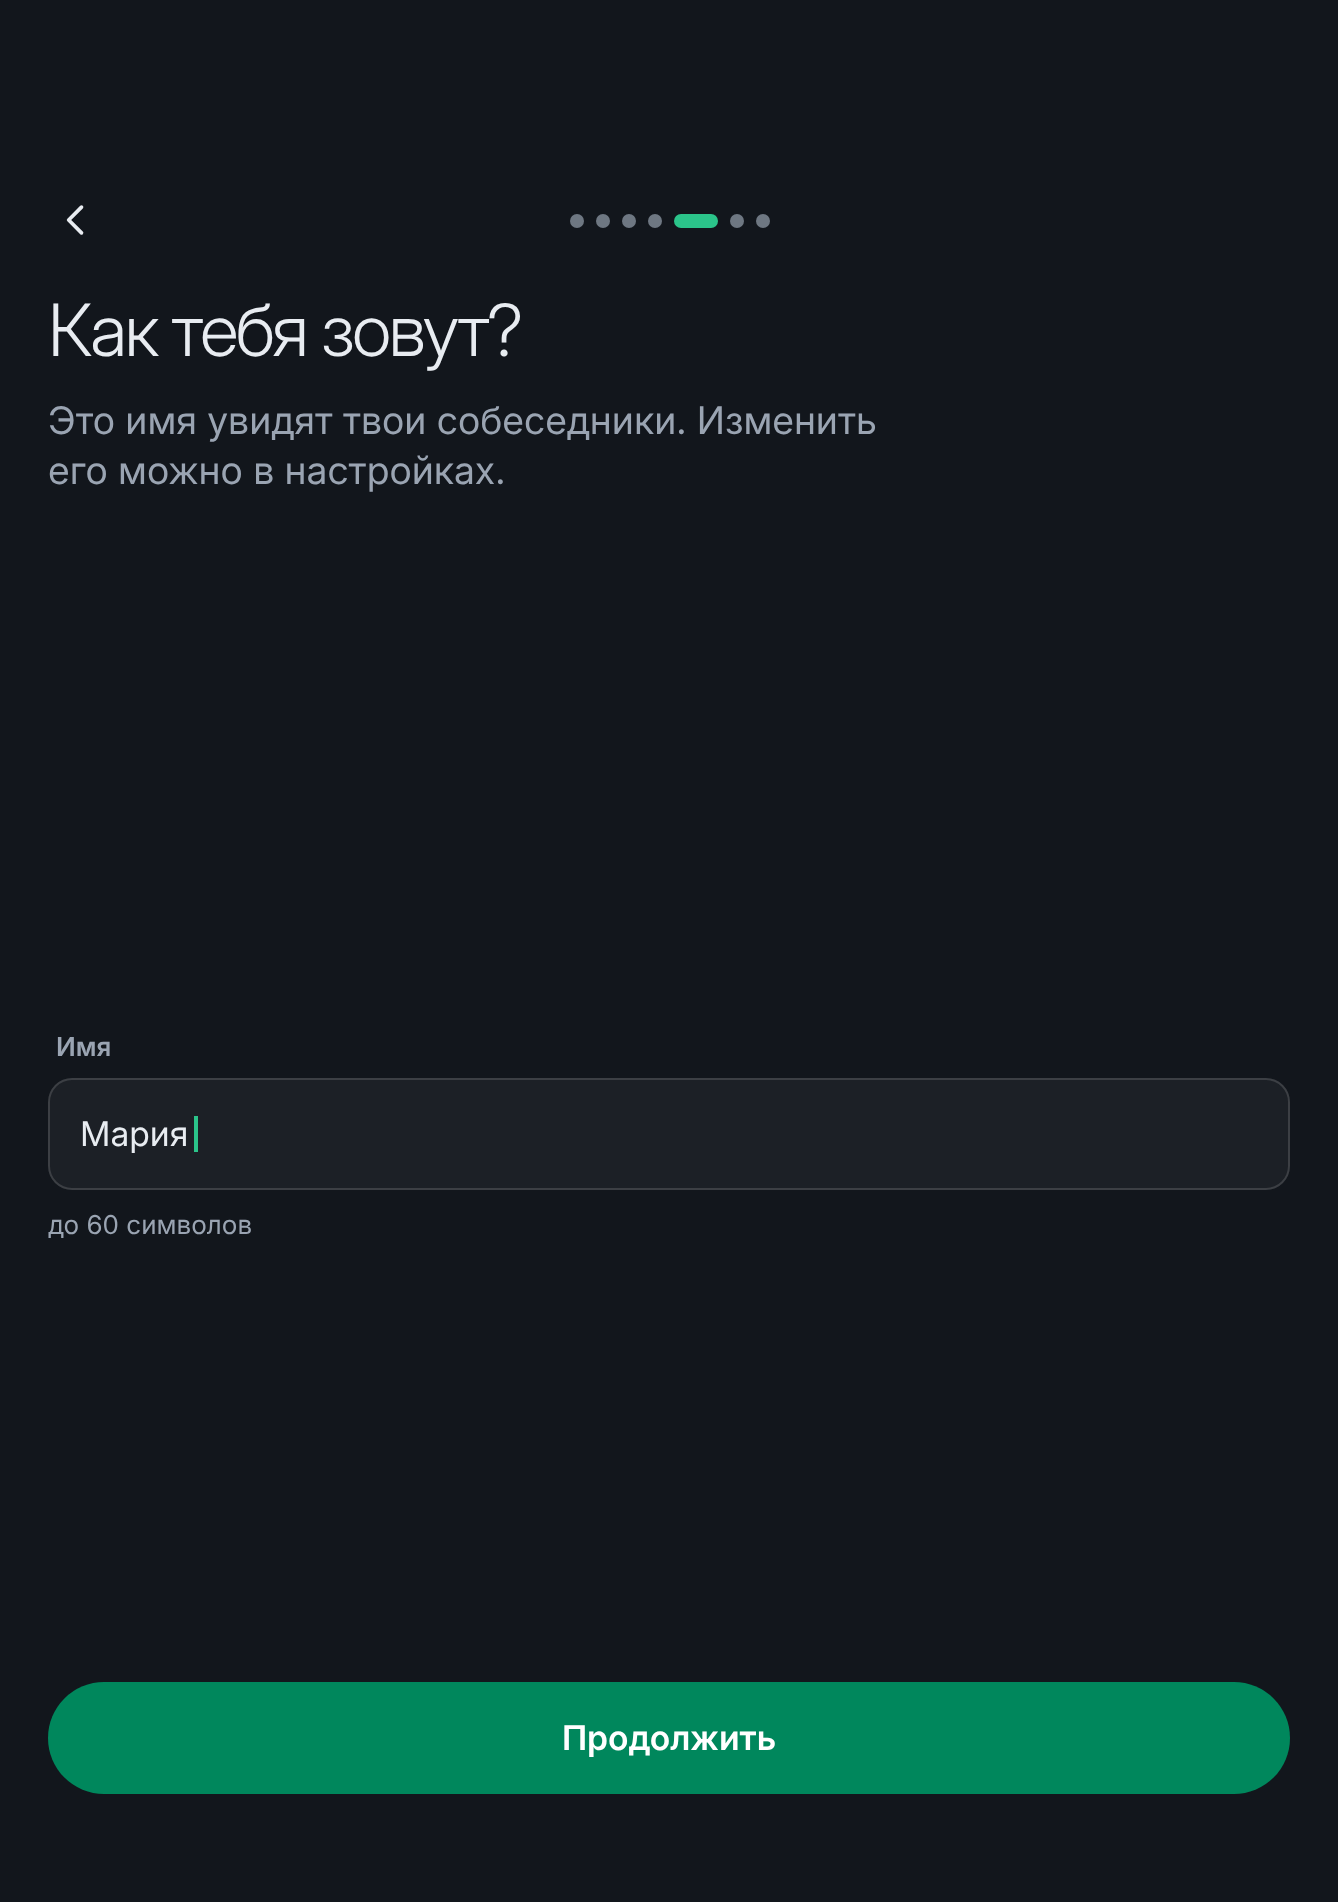 Как тебя зовут?
Это имя увидят твои собеседники. Изменить
его можно в настройках.
Имя
Мария
до 60 символов
Продолжить